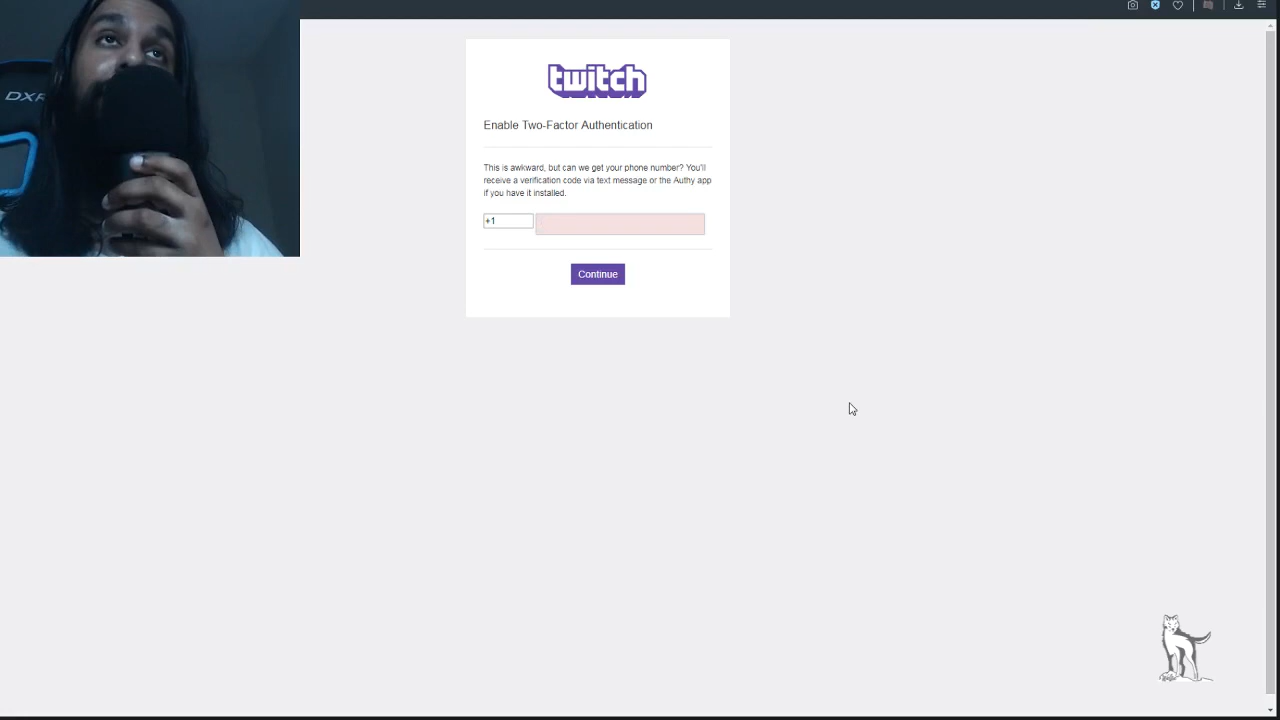 DXR
twitch
Enable Two-Factor Authentication
This is awkward, but can we get your phone number? You'll
receive a verification code via text message or the Authy app
if you have it installed.
+1
Continue